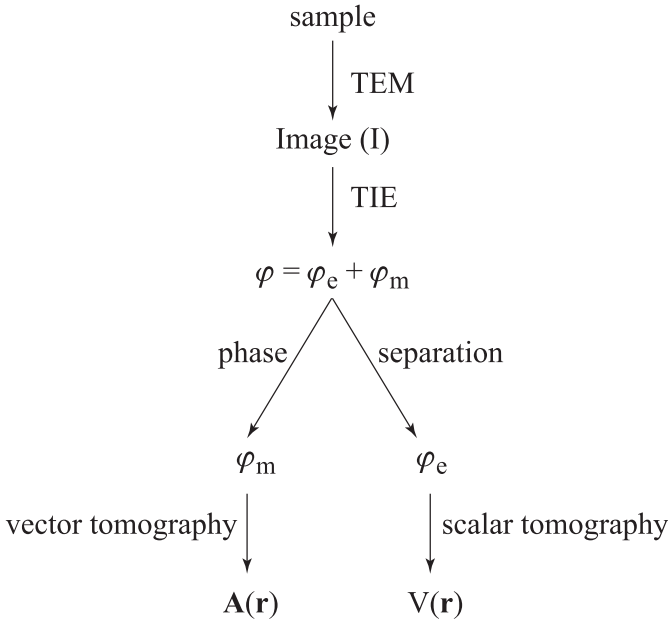 sample
TEM
Image (I)
TIE
φ = φe + φm
phase separation
φm φe
vector tomography scalar tomography
A(r) V(r)